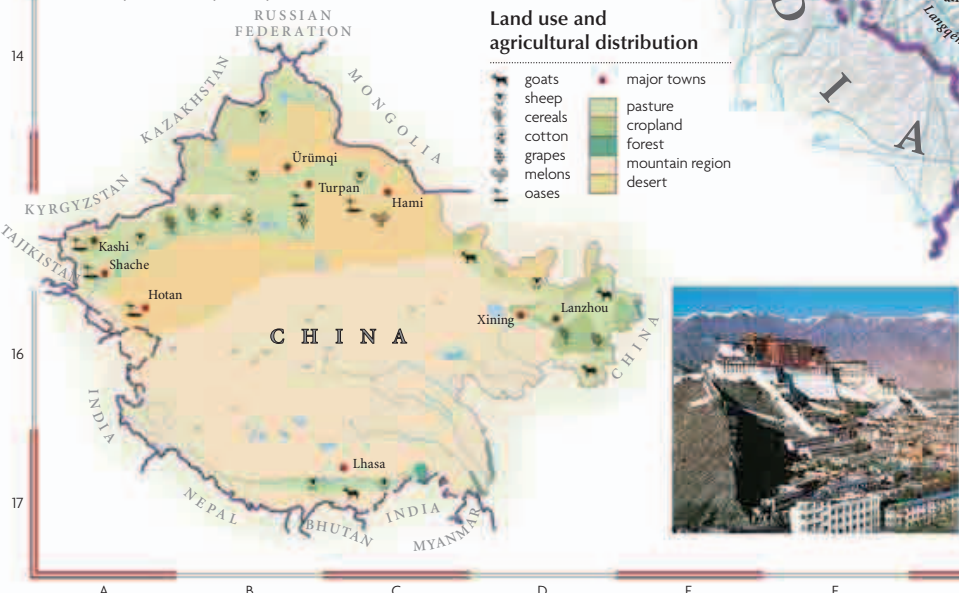 RUSSIAN
FEDERATION
KAZAKHSTAN
MONGOLIA
KYRGYZSTAN
TAJIKISTAN
Land use and
agricultural distribution
goats
sheep
cereals
cotton
grapes
melons
oases
major towns
pasture
cropland
forest
mountain region
desert
D
I
A
14
Ürümqi
Turpan
Hami
Kashi
Shache
Hotan
Xining
Lanzhou
CHINA
CHINA
16
INDIA
Lhasa
17
NEPAL
BHUTAN
INDIA
MYANMAR
A
B
C
D
E
F